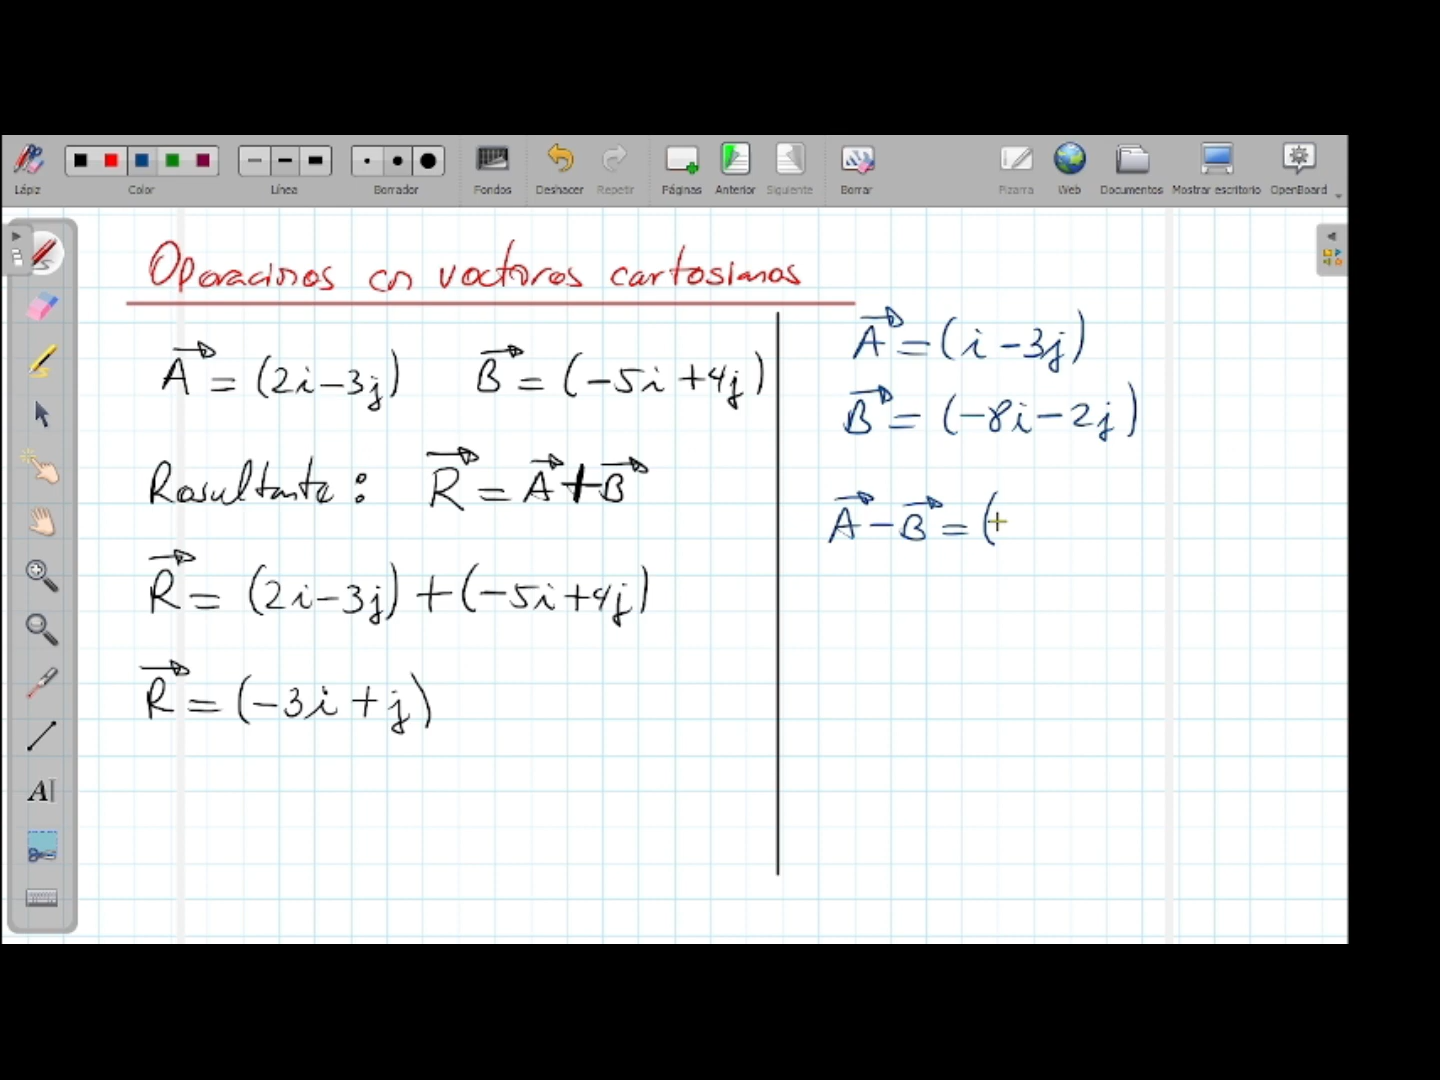 Lápiz Color Línea Borrador Fondos Deshacer Repetir Páginas Anterior Siguiente Borrar Pizarra Web Documentos Mostrar escritorio OpenBoard
Operaciones con vectores cartesianos
A = (2i-3j) B = (-5i+4j)
Resultante: R = A+B
R = (2i-3j)+(-5i+4j)
R = (-3i+j)
A = (i-3j)
B = (-8i-2j)
A-B = (
AI